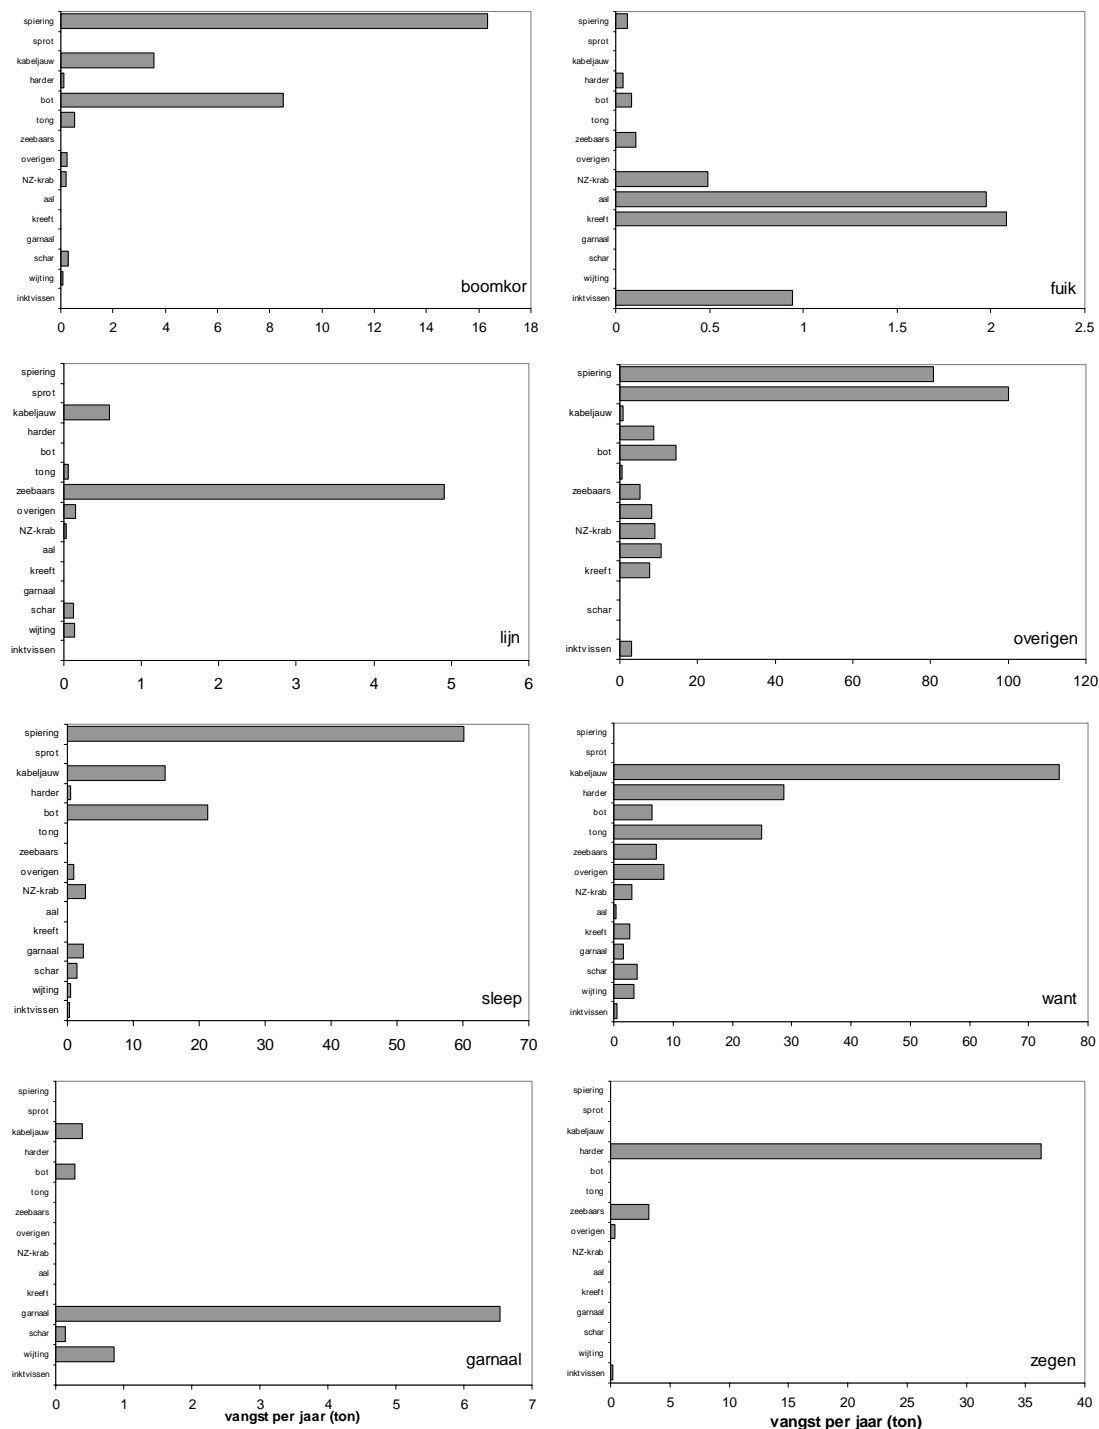 spiering
sprot
kabeljauw
harder
bot
tong
zeebaars
overigen
NZ-krab
aal
kreeft
garnaal
schar
wijting
inktvissen
boomkor
0 2 4 6 8 10 12 14 16 18
spiering
sprot
kabeljauw
harder
bot
tong
zeebaars
overigen
NZ-krab
aal
kreeft
garnaal
schar
wijting
inktvissen
fuik
0 0.5 1 1.5 2 2.5
spiering
sprot
kabeljauw
harder
bot
tong
zeebaars
overigen
NZ-krab
aal
kreeft
garnaal
schar
wijting
inktvissen
lijn
0 1 2 3 4 5 6
spiering
kabeljauw
bot
zeebaars
NZ-krab
kreeft
schar
inktvissen
overigen
0 20 40 60 80 100 120
spiering
sprot
kabeljauw
harder
bot
tong
zeebaars
overigen
NZ-krab
aal
kreeft
garnaal
schar
wijting
inktvissen
sleep
0 10 20 30 40 50 60 70
spiering
sprot
kabeljauw
harder
bot
tong
zeebaars
overigen
NZ-krab
aal
kreeft
garnaal
schar
wijting
inktvissen
want
0 10 20 30 40 50 60 70 80
spiering
sprot
kabeljauw
harder
bot
tong
zeebaars
overigen
NZ-krab
aal
kreeft
garnaal
schar
wijting
inktvissen
garnaal
0 1 2 3 4 5 6 7
vangst per jaar (ton)
spiering
sprot
kabeljauw
harder
bot
tong
zeebaars
overigen
NZ-krab
aal
kreeft
garnaal
schar
wijting
inktvissen
zegen
0 5 10 15 20 25 30 35 40
vangst per jaar (ton)